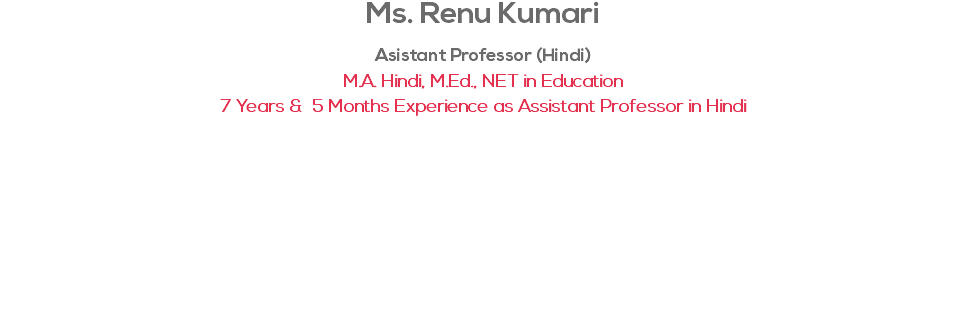 Ms. Renu Kumari
Asistant Professor (Hindi)
M.A. Hindi, M.Ed., NET in Education
7 Years &  5 Months Experience as Assistant Professor in Hindi